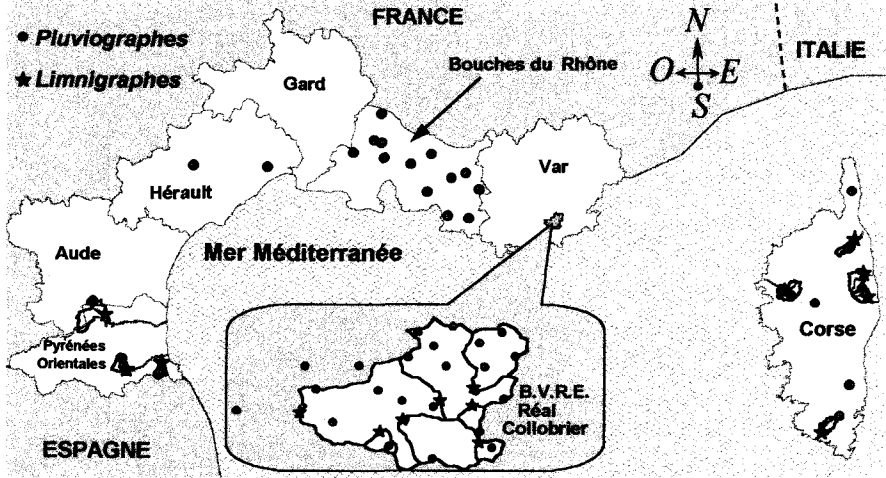 FRANCE
N
ITALIE
Pluviographes
Limnigraphes
Bouches du Rhône
O E
S
Gard
Var
Hérault
Aude
Mer Méditerranée
Corse
Pyrénées
Orientales
B.V.R.E.
Réal
Collobrier
ESPAGNE